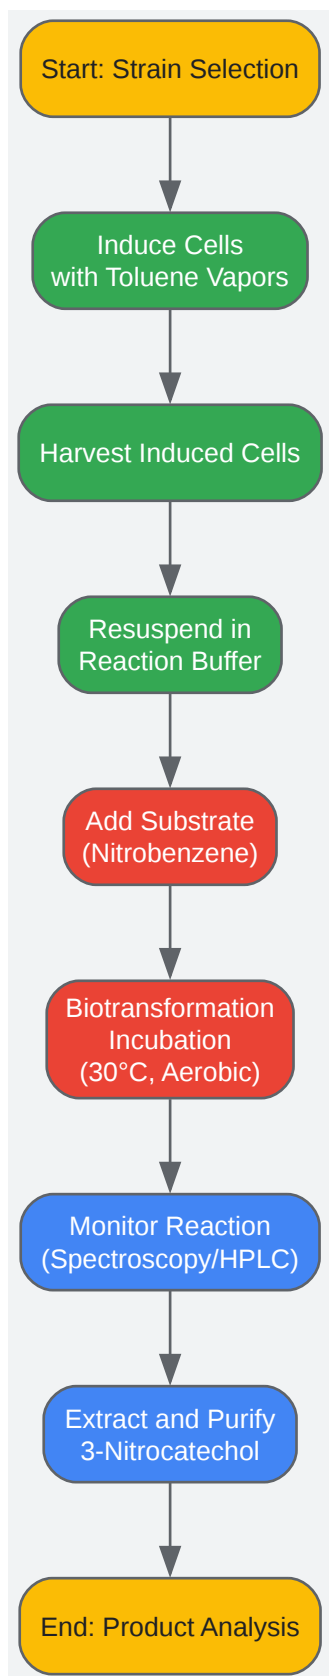 Start: Strain Selection
Induce Cells
with Toluene Vapors
Harvest Induced Cells
Resuspend in
Reaction Buffer
Add Substrate
(Nitrobenzene)
Biotransformation
Incubation
(30°C, Aerobic)
Monitor Reaction
(Spectroscopy/HPLC)
Extract and Purify
3-Nitrocatechol
End: Product Analysis